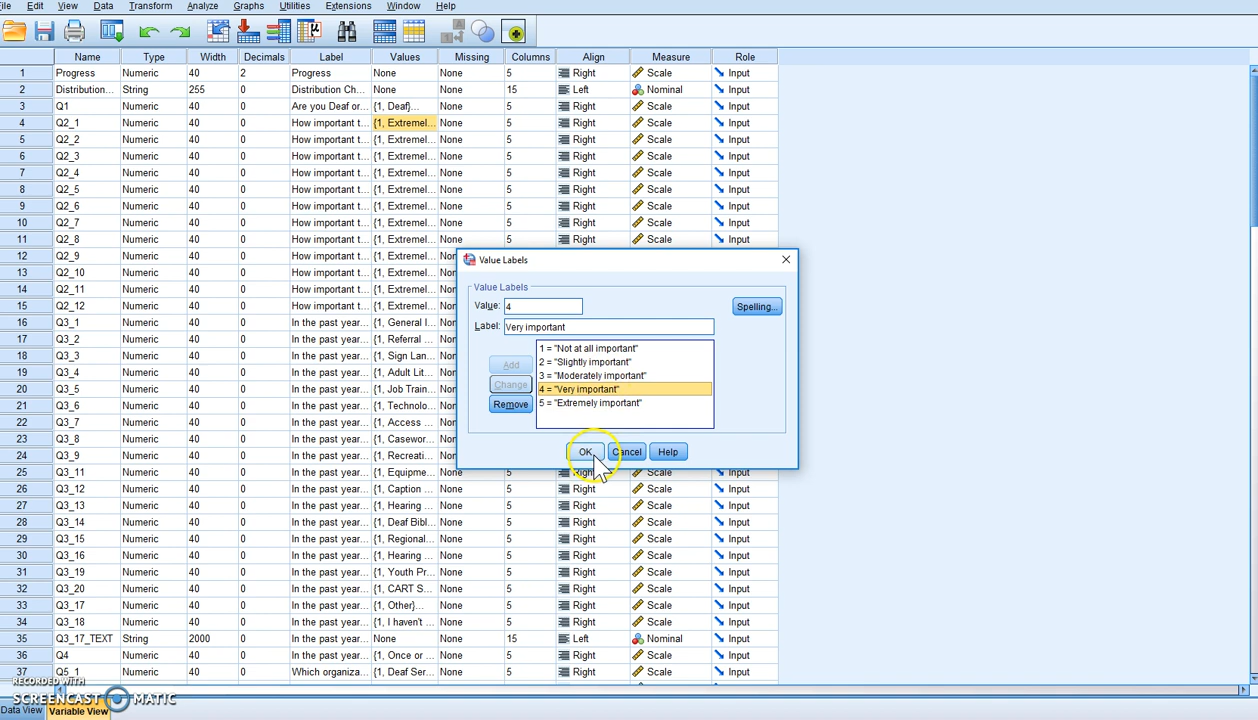 ile Edit View Data Transform Analyze Graphs Utilities Extensions Window Help
Name Type Width Decimals Label Values Missing Columns Align Measure Role
1 Progress Numeric 40 2 Progress None None 5 Right Scale Input
2 Distribution... String 255 0 Distribution Ch... None None 15 Left Nominal Input
3 Q1 Numeric 40 0 Are you Deaf or... {1, Deaf}... None 5 Right Scale Input
4 Q2_1 Numeric 40 0 How important t... {1, Extremel... None 5 Right Scale Input
5 Q2_2 Numeric 40 0 How important t... {1, Extremel... None 5 Right Scale Input
6 Q2_3 Numeric 40 0 How important t... {1, Extremel... None 5 Right Scale Input
7 Q2_4 Numeric 40 0 How important t... {1, Extremel... None 5 Right Scale Input
8 Q2_5 Numeric 40 0 How important t... {1, Extremel... None 5 Right Scale Input
9 Q2_6 Numeric 40 0 How important t... {1, Extremel... None 5 Right Scale Input
10 Q2_7 Numeric 40 0 How important t... {1, Extremel... None 5 Right Scale Input
11 Q2_8 Numeric 40 0 How important t... {1, Extremel... None 5 Right Scale Input
12 Q2_9 Numeric 40 0 How important t... {1, Extremel...
13 Q2_10 Numeric 40 0 How important t... {1, Extremel...
14 Q2_11 Numeric 40 0 How important t... {1, Extremel...
15 Q2_12 Numeric 40 0 How important t... {1, Extremel...
16 Q3_1 Numeric 40 0 In the past year... {1, General I...
17 Q3_2 Numeric 40 0 In the past year... {1, Referral ...
18 Q3_3 Numeric 40 0 In the past year... {1, Sign Lan...
19 Q3_4 Numeric 40 0 In the past year... {1, Adult Lit...
20 Q3_5 Numeric 40 0 In the past year... {1, Job Train...
21 Q3_6 Numeric 40 0 In the past year... {1, Technolo...
22 Q3_7 Numeric 40 0 In the past year... {1, Access ...
23 Q3_8 Numeric 40 0 In the past year... {1, Casewor...
24 Q3_9 Numeric 40 0 In the past year... {1, Recreati...
25 Q3_11 Numeric 40 0 In the past year... {1, Equipme... None 5 Right Scale Input
26 Q3_12 Numeric 40 0 In the past year... {1, Caption ... None 5 Right Scale Input
27 Q3_13 Numeric 40 0 In the past year... {1, Hearing ... None 5 Right Scale Input
28 Q3_14 Numeric 40 0 In the past year... {1, Deaf Bibl... None 5 Right Scale Input
29 Q3_15 Numeric 40 0 In the past year... {1, Regional... None 5 Right Scale Input
30 Q3_16 Numeric 40 0 In the past year... {1, Hearing ... None 5 Right Scale Input
31 Q3_19 Numeric 40 0 In the past year... {1, Youth Pr... None 5 Right Scale Input
32 Q3_20 Numeric 40 0 In the past year... {1, CART S... None 5 Right Scale Input
33 Q3_17 Numeric 40 0 In the past year... {1, Other}... None 5 Right Scale Input
34 Q3_18 Numeric 40 0 In the past year... {1, I haven't ... None 5 Right Scale Input
35 Q3_17_TEXT String 2000 0 In the past year... None None 15 Left Nominal Input
36 Q4 Numeric 40 0 In the past year... {1, Once or ... None 5 Right Scale Input
37 Q5_1 Numeric 40 0 Which organiza... {1, Deaf Ser... None 5 Right Scale Input
Value Labels
Value Labels
Value: 4 Spelling...
Label: Very important
Add
Change
Remove
1 = "Not at all important"
2 = "Slightly important"
3 = "Moderately important"
4 = "Very important"
5 = "Extremely important"
OK Cancel Help
RECORDED WITH
SCREENCAST MATIC
Data View Variable View